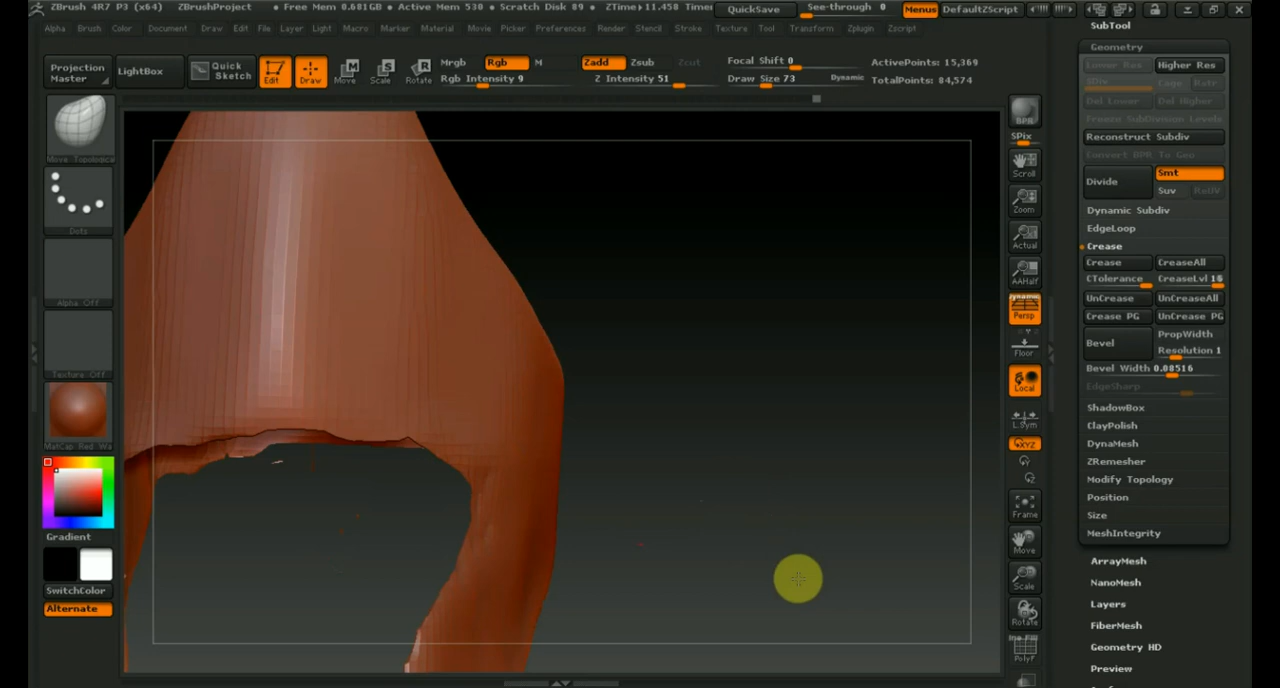 ZBrush 4R7 P3 (x64) ZBrushProject • Free Mem 0.681GB • Active Mem 530 • Scratch Disk 89 • ZTime▸11.458 Timer QuickSave See-through 0 Menus DefaultZScript
Alpha Brush Color Document Draw Edit File Layer Light Macro Marker Material Movie Picker Preferences Render Stencil Stroke Texture Tool Transform Zplugin Zscript
Projection Master
LightBox
Quick Sketch
Edit
Draw
Move
Scale
Rotate
Mrgb Rgb M
Rgb Intensity 9
Zadd Zsub Zcut
Z Intensity 51
Focal Shift 0
Draw Size 73 Dynamic
ActivePoints: 15,369
TotalPoints: 84,574
Move Topological
Dots
Alpha Off
Texture Off
MatCap Red Wa
Gradient
SwitchColor
Alternate
BPR
SPix
Scroll
Zoom
Actual
AAHalf
Dynamic
Persp
Floor
Local
L.Sym
XYZ
Frame
Move
Scale
Rotate
PolyF
SubTool
Geometry
Lower Res Higher Res
SDiv Cage Rstr
Del Lower Del Higher
Freeze SubDivision Levels
Reconstruct Subdiv
Convert BPR To Geo
Divide Smt
Suv ReUV
Dynamic Subdiv
EdgeLoop
Crease
Crease CreaseAll
CTolerance CreaseLvl
UnCrease UnCreaseAll
Crease PG UnCrease PG
Bevel PropWidth
Resolution 1
Bevel Width 0.08516
EdgeSharp
ShadowBox
ClayPolish
DynaMesh
ZRemesher
Modify Topology
Position
Size
MeshIntegrity
ArrayMesh
NanoMesh
Layers
FiberMesh
Geometry HD
Preview